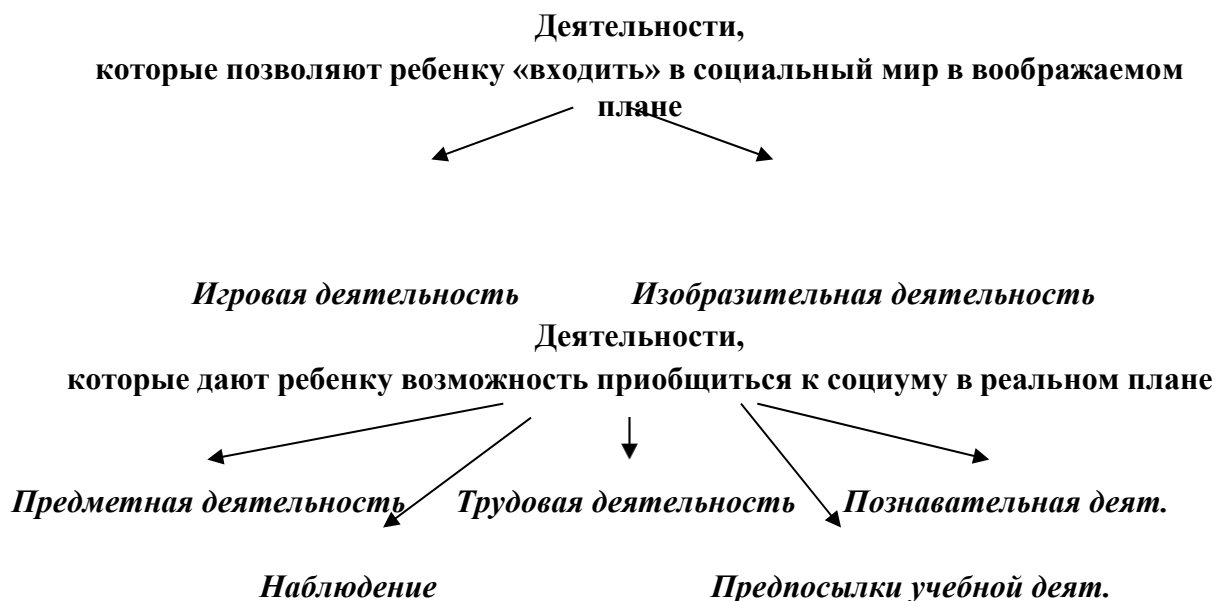 Деятельности,
которые позволяют ребенку «входить» в социальный мир в воображаемом
плане
Игровая деятельность Изобразительная деятельность
Деятельности,
которые дают ребенку возможность приобщиться к социуму в реальном плане
Предметная деятельность Трудовая деятельность Познавательная деят.
Наблюдение Предпосылки учебной деят.